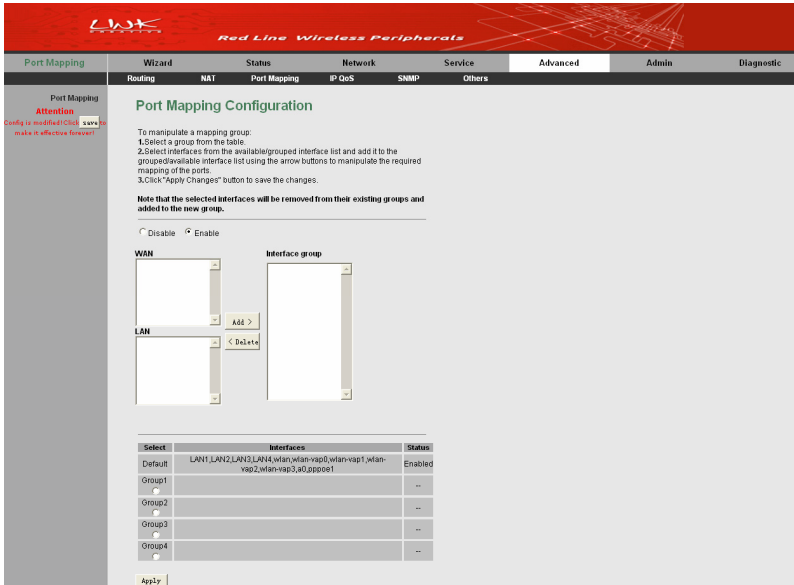 LINK
CREATIVE
Red Line Wireless Peripherals
Port Mapping
Wizard Status Network Service Advanced Admin Diagnostic
Routing NAT Port Mapping IP QoS SNMP Others
Port Mapping
Attention
Config is modified!Click save to
make it effective forever!
Port Mapping Configuration
To manipulate a mapping group:
1.Select a group from the table.
2.Select interfaces from the available/grouped interface list and add it to the
grouped/available interface list using the arrow buttons to manipulate the required
mapping of the ports.
3.Click "Apply Changes" button to save the changes.
Note that the selected interfaces will be removed from their existing groups and
added to the new group.
Disable Enable
WAN
Interface group
Add >
LAN
< Delete
Select Interfaces Status
Default LAN1,LAN2,LAN3,LAN4,wlan,wlan-vap0,wlan-vap1,wlan-
vap2,wlan-vap3,a0,pppoe1 Enabled
Group1 --
Group2 --
Group3 --
Group4 --
Apply